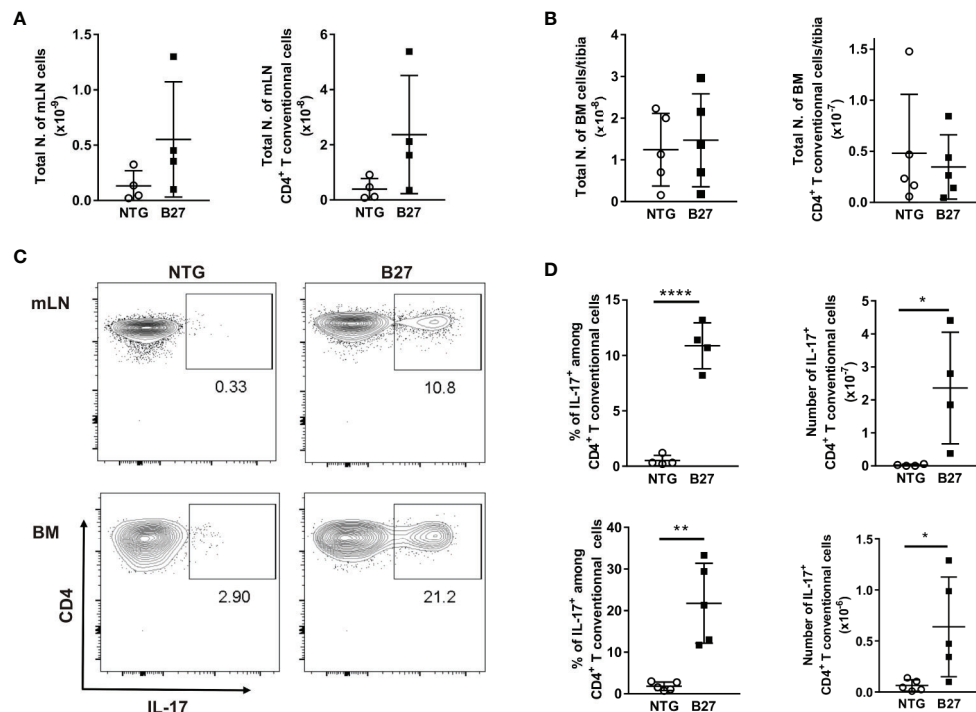 A
Total N. of mLN cells
(x10⁻⁹)
1.5
1.0
0.5
0.0
NTG B27
Total N. of mLN
CD4⁺ T conventionnal cells
(x10⁻⁸)
6
4
2
0
NTG B27
B
Total N. of BM cells/tibia
(x10⁻⁸)
4
3
2
1
0
NTG B27
Total N. of BM
CD4⁺ T conventionnal cells/tibia
(x10⁻⁷)
1.5
1.0
0.5
0.0
NTG B27
C
NTG
B27
mLN
0.33
10.8
BM
2.90
21.2
CD4
IL-17
D
% of IL-17⁺ among
CD4⁺ T conventionnal cells
15
10
5
0
****
NTG B27
Number of IL-17⁺
CD4⁺ T conventionnal cells
(x10⁻⁷)
5
4
3
2
1
0
*
NTG B27
% of IL-17⁺ among
CD4⁺ T conventionnal cells
40
30
20
10
0
**
NTG B27
Number of IL-17⁺
CD4⁺ T conventionnal cells
(x10⁻⁶)
1.5
1.0
0.5
0.0
*
NTG B27